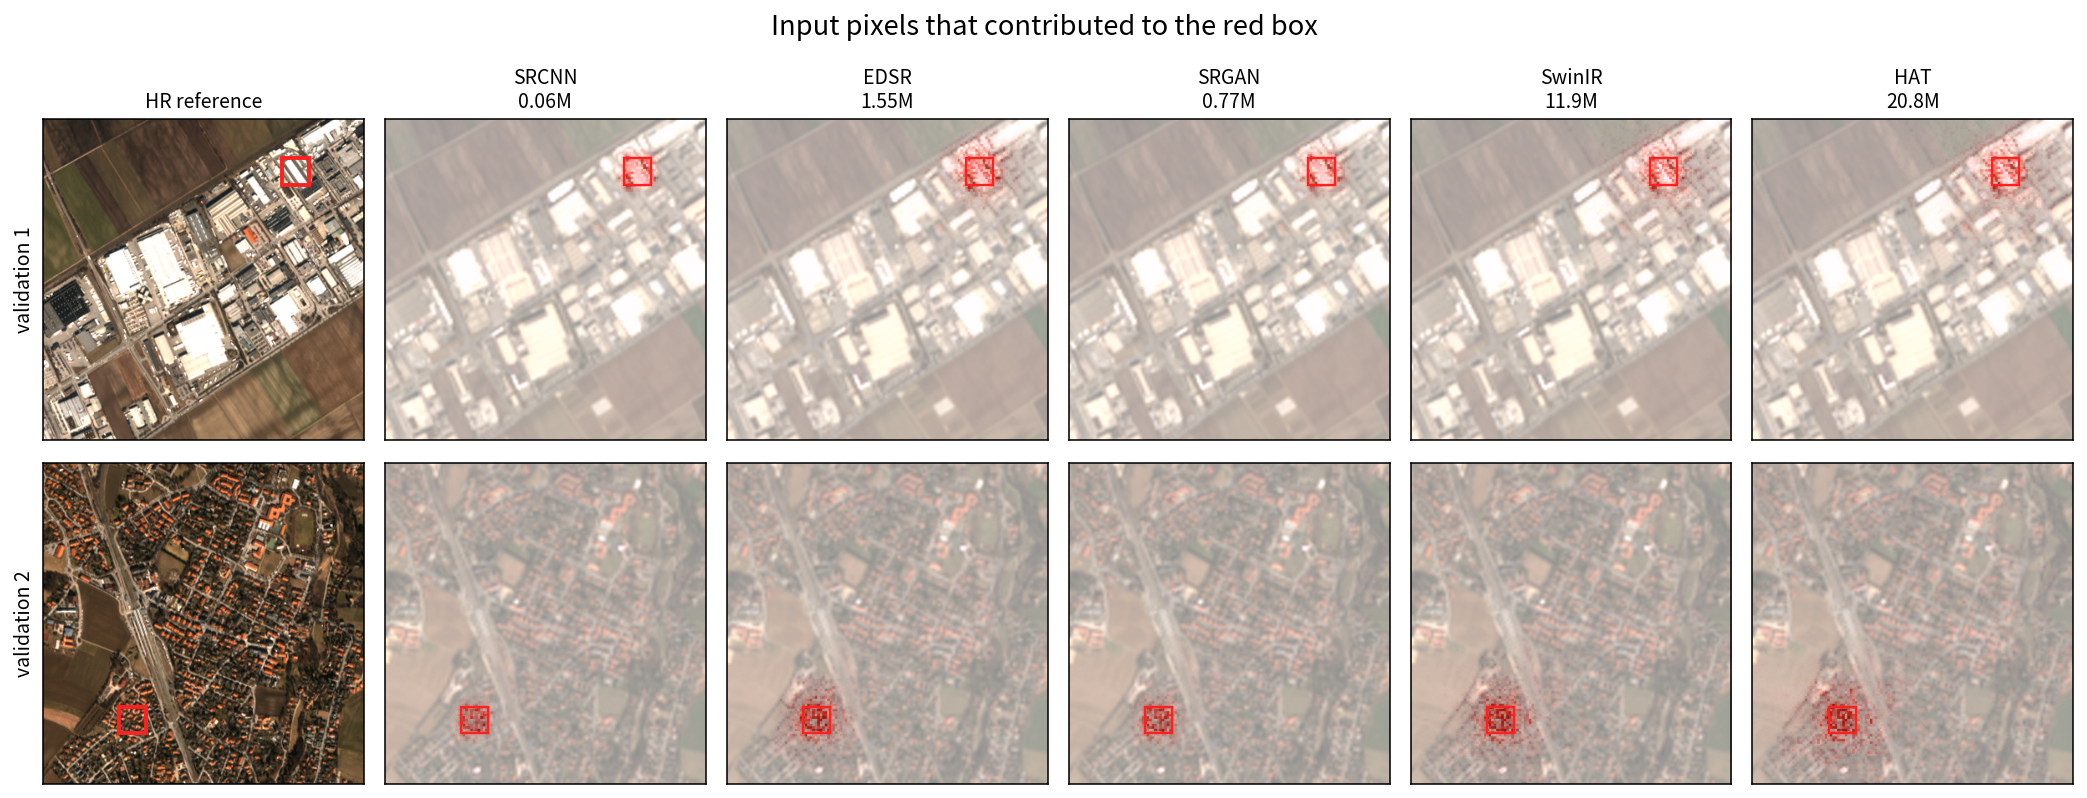 Input pixels that contributed to the red box
HR reference
SRCNN
0.06M
EDSR
1.55M
SRGAN
0.77M
SwinIR
11.9M
HAT
20.8M
validation 1
validation 2